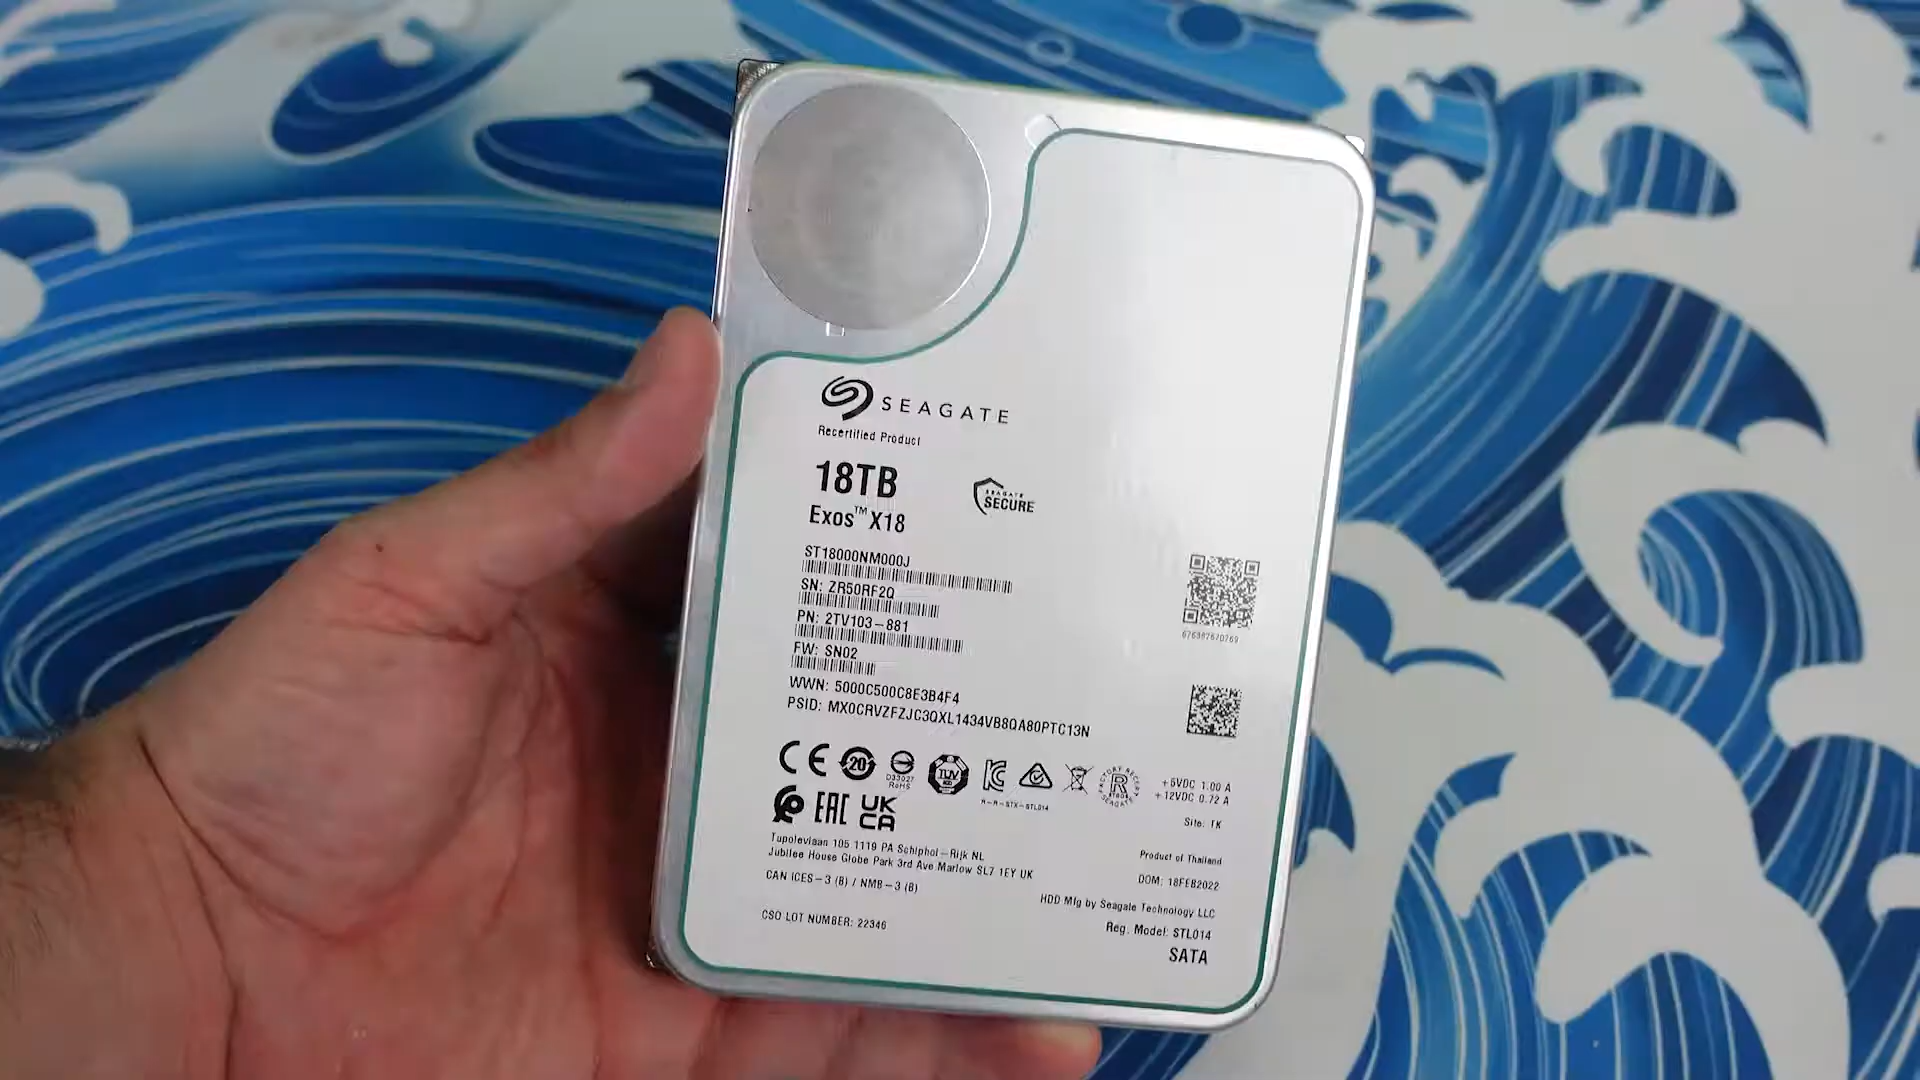 SEAGATE
Recertified Product
18TB
SEAGATE SECURE
Exos™ X18
ST18000NM000J
SN: ZR50RF2Q
PN: 2TV103-881
FW: SN02
WWN: 5000C500C8E3B4F4
PSID: MX0CRVZFZJC3QXL1434VB8QA80PTC13N
CE 20 D33027 RoHS TUV
R-R-STX-STL014
EAC UK CA
+5VDC 1.00 A
+12VDC 0.72 A
Site: TK
Tupolevlaan 105 1119 PA Schiphol-Rijk NL
Jubilee House Globe Park 3rd Ave Marlow SL7 1EY UK
CAN ICES-3 (B) / NMB-3 (B)
CSO LOT NUMBER: 22346
Product of Thailand
DOM: 18FEB2022
HDD Mfg by Seagate Technology LLC
Reg. Model: STL014
SATA